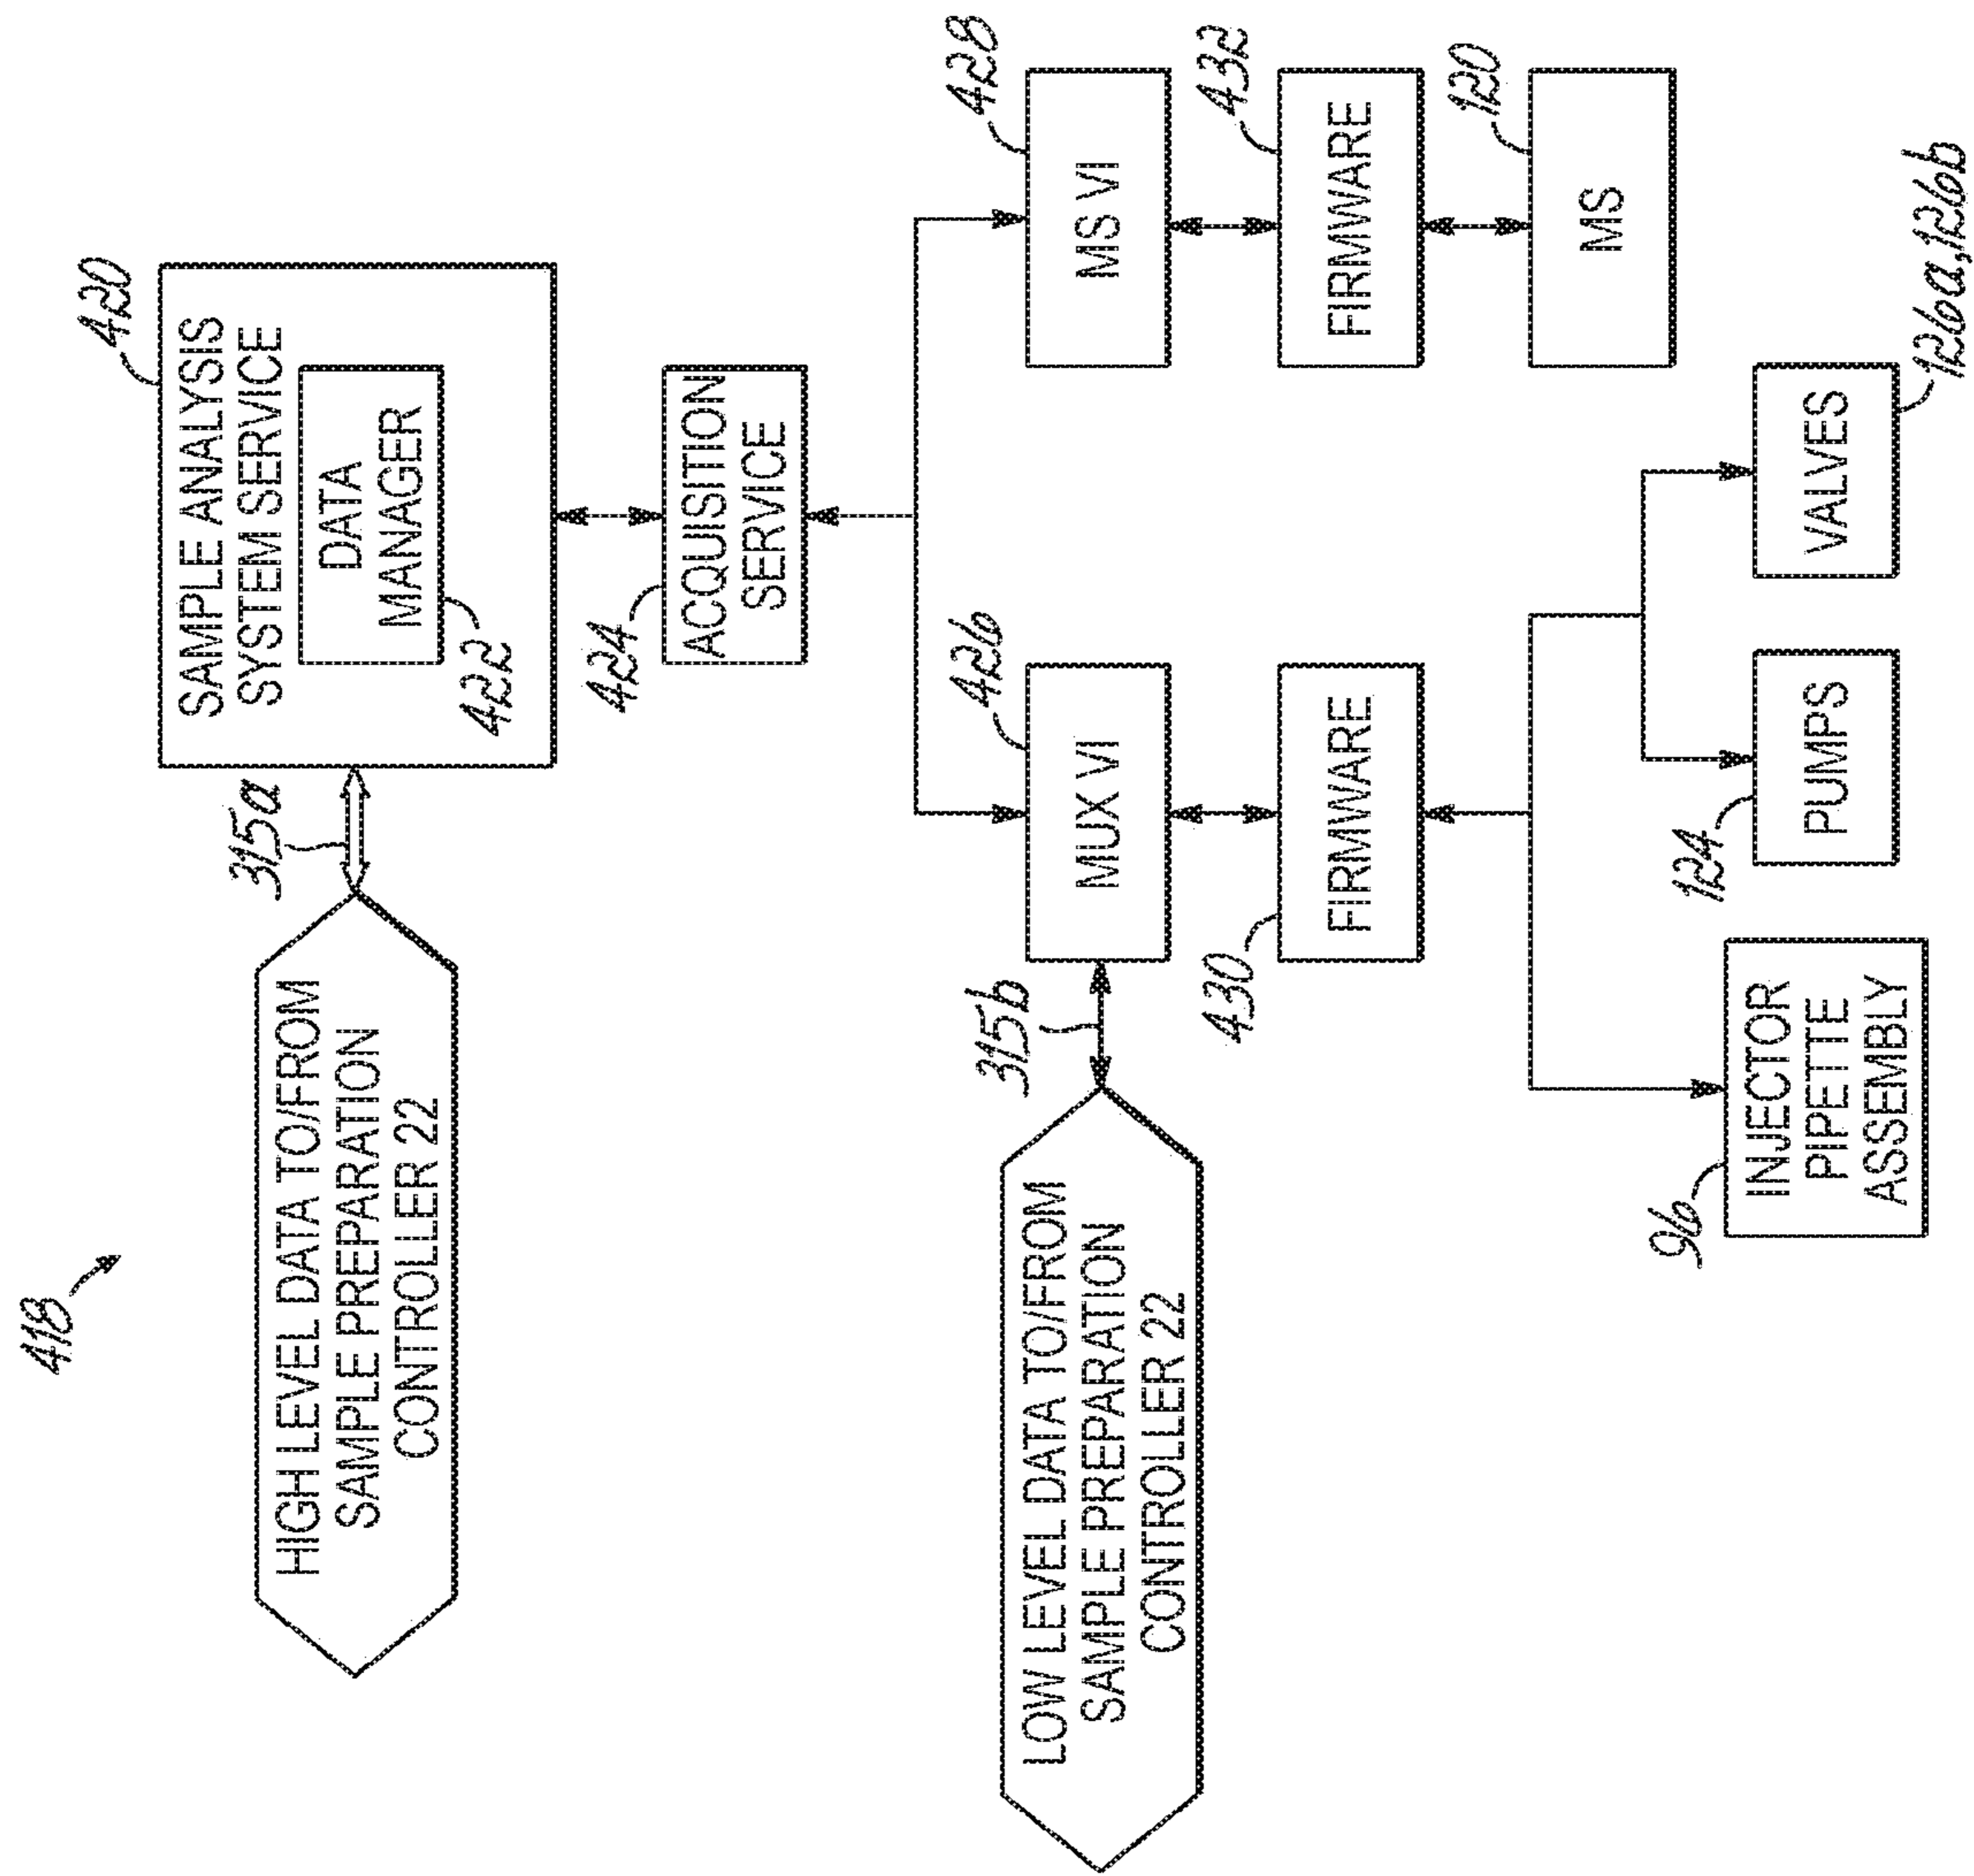 418
HIGH LEVEL DATA TO/FROM
SAMPLE PREPARATION
CONTROLLER 22
315a
420
SAMPLE ANALYSIS
SYSTEM SERVICE
DATA
MANAGER
422
424
ACQUISITION
SERVICE
LOW LEVEL DATA TO/FROM
SAMPLE PREPARATION
CONTROLLER 22
315b
426
MUX VI
428
MS VI
430
FIRMWARE
432
FIRMWARE
120
MS
96
INJECTOR
PIPETTE
ASSEMBLY
124
PUMPS
VALVES
126a,126b